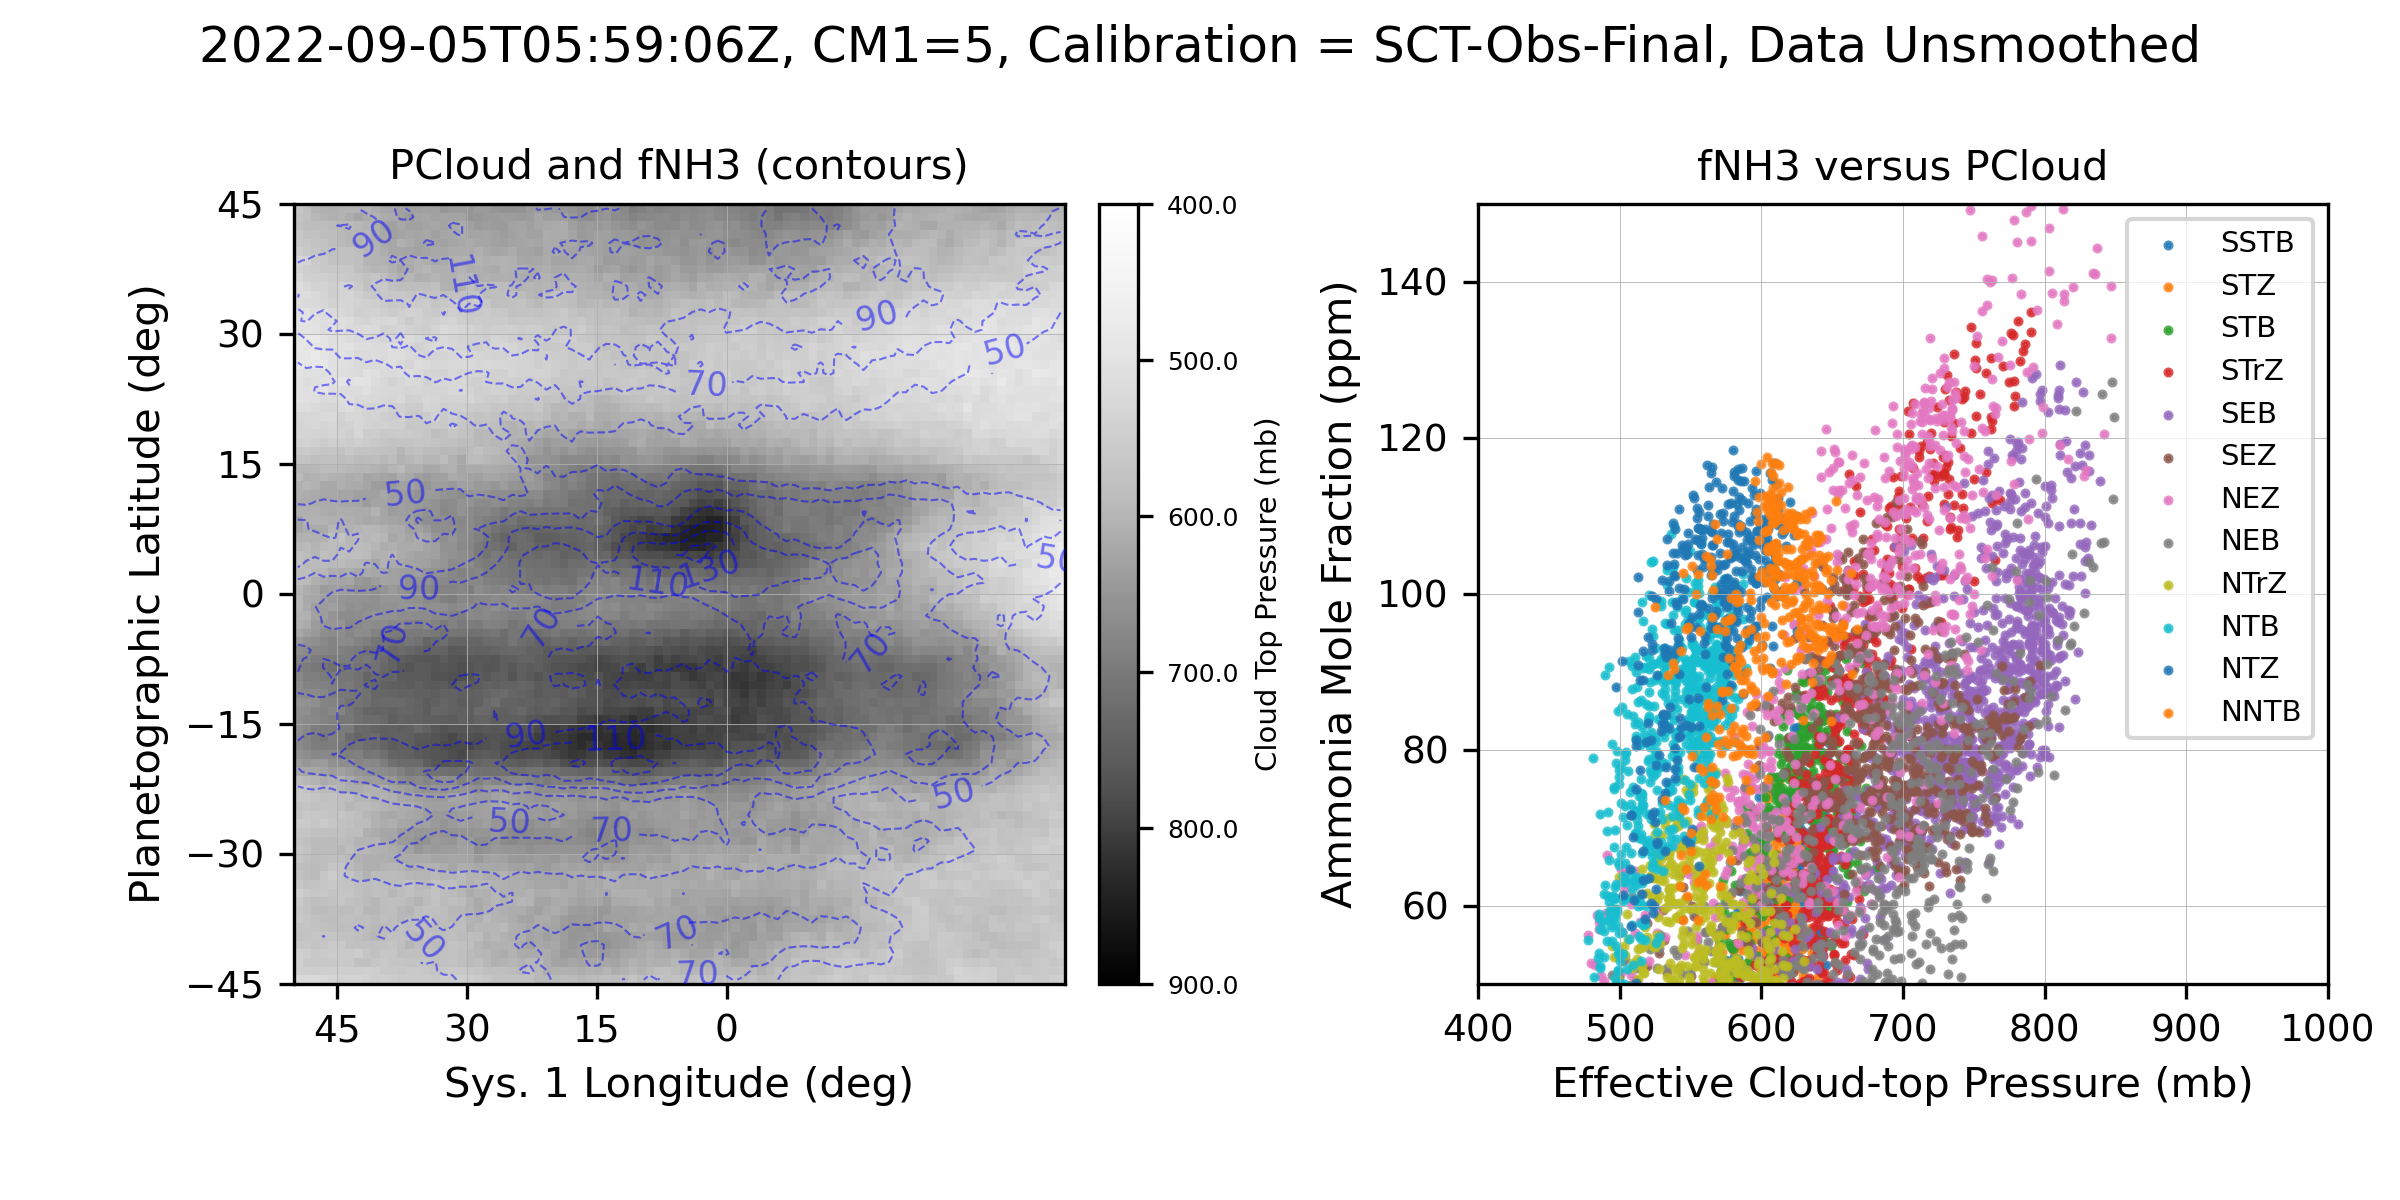 2022-09-05T05:59:06Z, CM1=5, Calibration = SCT-Obs-Final, Data Unsmoothed
PCloud and fNH3 (contours)
Planetographic Latitude (deg)
45
30
15
0
−15
−30
−45
45
30
15
0
Sys. 1 Longitude (deg)
90
110
90
50
70
50
50
90
110
130
70
70
70
90
110
50
50
70
50
70
70
400.0
500.0
600.0
700.0
800.0
900.0
Cloud Top Pressure (mb)
fNH3 versus PCloud
Ammonia Mole Fraction (ppm)
140
120
100
80
60
400
500
600
700
800
900
1000
Effective Cloud-top Pressure (mb)
SSTB
STZ
STB
STrZ
SEB
SEZ
NEZ
NEB
NTrZ
NTB
NTZ
NNTB